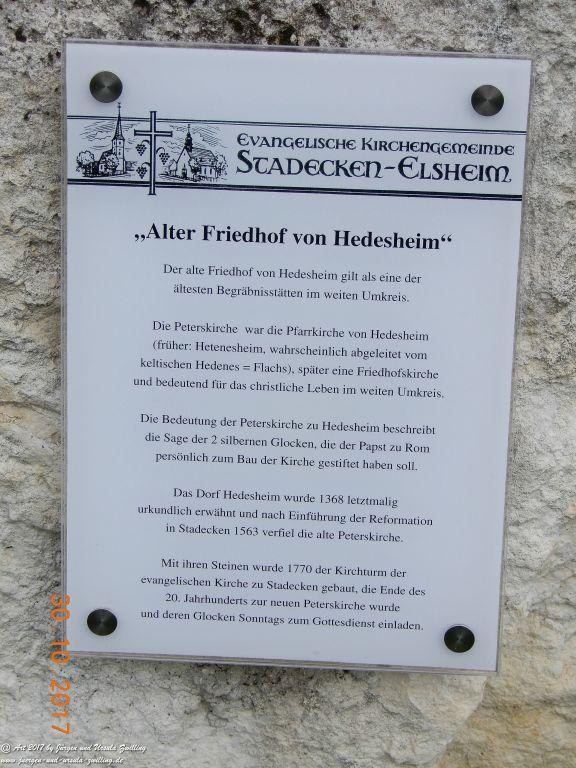 Evangelische Kirchengemeinde
Stadecken-Elsheim
„Alter Friedhof von Hedesheim“
Der alte Friedhof von Hedesheim gilt als eine der
ältesten Begräbnisstätten im weiten Umkreis.
Die Peterskirche war die Pfarrkirche von Hedesheim
(früher: Hetenesheim, wahrscheinlich abgeleitet vom
keltischen Hedenes = Flachs), später eine Friedhofskirche
und bedeutend für das christliche Leben im weiten Umkreis.
Die Bedeutung der Peterskirche zu Hedesheim beschreibt
die Sage der 2 silbernen Glocken, die der Papst zu Rom
persönlich zum Bau der Kirche gestiftet haben soll.
Das Dorf Hedesheim wurde 1368 letztmalig
urkundlich erwähnt und nach Einführung der Reformation
in Stadecken 1563 verfiel die alte Peterskirche.
Mit ihren Steinen wurde 1770 der Kirchturm der
evangelischen Kirche zu Stadecken gebaut, die Ende des
20. Jahrhunderts zur neuen Peterskirche wurde
und deren Glocken Sonntags zum Gottesdienst einladen.
30 10 2017
@ Art 2017 by Jürgen und Ursula Zwilling
www.juergen-und-ursula-zwilling.de